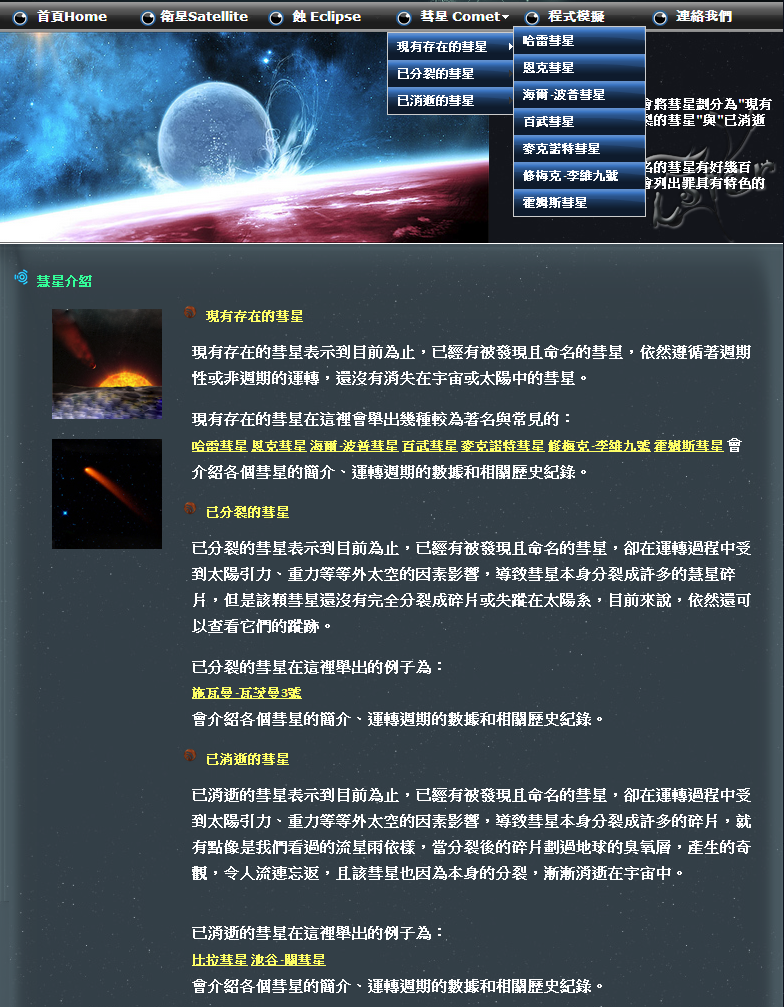 首頁Home 衛星Satellite 蝕 Eclipse 彗星 Comet 程式模擬 連絡我們
現有存在的彗星
已分裂的彗星
已消逝的彗星
哈雷彗星
恩克彗星
海爾-波普彗星
百武彗星
麥克諾特彗星
修梅克-李維九號
霍姆斯彗星
會將彗星劃分為"現有
裂的彗星"與"已消逝
名的彗星有好幾百
會列出罪具有特色的
彗星介紹
現有存在的彗星
現有存在的彗星表示到目前為止，已經有被發現且命名的彗星，依然遵循著週期
性或非週期的運轉，還沒有消失在宇宙或太陽中的彗星。
現有存在的彗星在這裡會舉出幾種較為著名與常見的：
哈雷彗星 恩克彗星 海爾-波普彗星 百武彗星 麥克諾特彗星 修梅克-李維九號 霍姆斯彗星 會
介紹各個彗星的簡介、運轉週期的數據和相關歷史紀錄。
已分裂的彗星
已分裂的彗星表示到目前為止，已經有被發現且命名的彗星，卻在運轉過程中受
到太陽引力、重力等等外太空的因素影響，導致彗星本身分裂成許多的慧星碎
片，但是該顆彗星還沒有完全分裂成碎片或失蹤在太陽系，目前來說，依然還可
以查看它們的蹤跡。
已分裂的彗星在這裡舉出的例子為：
施瓦曼-瓦茨曼3號
會介紹各個彗星的簡介、運轉週期的數據和相關歷史紀錄。
已消逝的彗星
已消逝的彗星表示到目前為止，已經有被發現且命名的彗星，卻在運轉過程中受
到太陽引力、重力等等外太空的因素影響，導致彗星本身分裂成許多的碎片，就
有點像是我們看過的流星雨依樣，當分裂後的碎片劃過地球的臭氧層，產生的奇
觀，令人流連忘返，且該彗星也因為本身的分裂，漸漸消逝在宇宙中。
已消逝的彗星在這裡舉出的例子為：
比拉彗星 池谷-關彗星
會介紹各個彗星的簡介、運轉週期的數據和相關歷史紀錄。